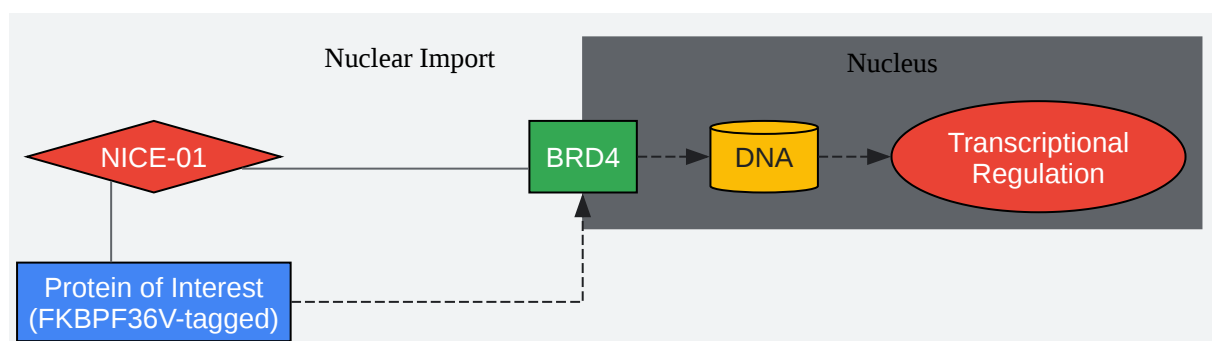 Nuclear Import
Nucleus
NICE-01
BRD4
DNA
Transcriptional
Regulation
Protein of Interest
(FKBPF36V-tagged)